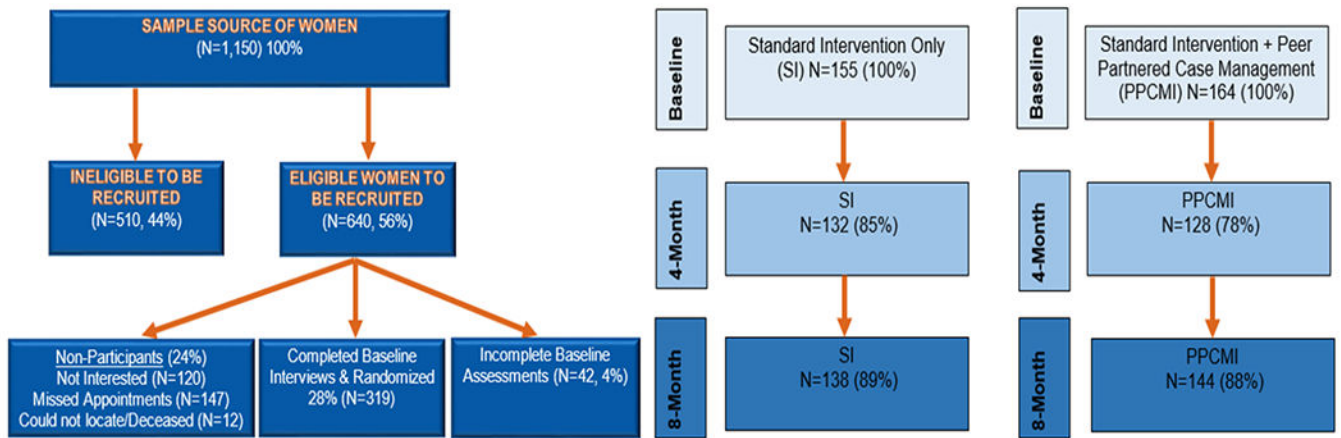 SAMPLE SOURCE OF WOMEN
(N=1,150) 100%
INELIGIBLE TO BE
RECRUITED
(N=510, 44%)
ELIGIBLE WOMEN TO
BE RECRUITED
(N=640, 56%)
Non-Participants (24%)
Not Interested (N=120)
Missed Appointments (N=147)
Could not locate/Deceased (N=12)
Completed Baseline
Interviews & Randomized
28% (N=319)
Incomplete Baseline
Assessments (N=42, 4%)
Baseline
Standard Intervention Only
(SI) N=155 (100%)
4-Month
SI
N=132 (85%)
8-Month
SI
N=138 (89%)
Baseline
Standard Intervention + Peer
Partnered Case Management
(PPCMI) N=164 (100%)
4-Month
PPCMI
N=128 (78%)
8-Month
PPCMI
N=144 (88%)